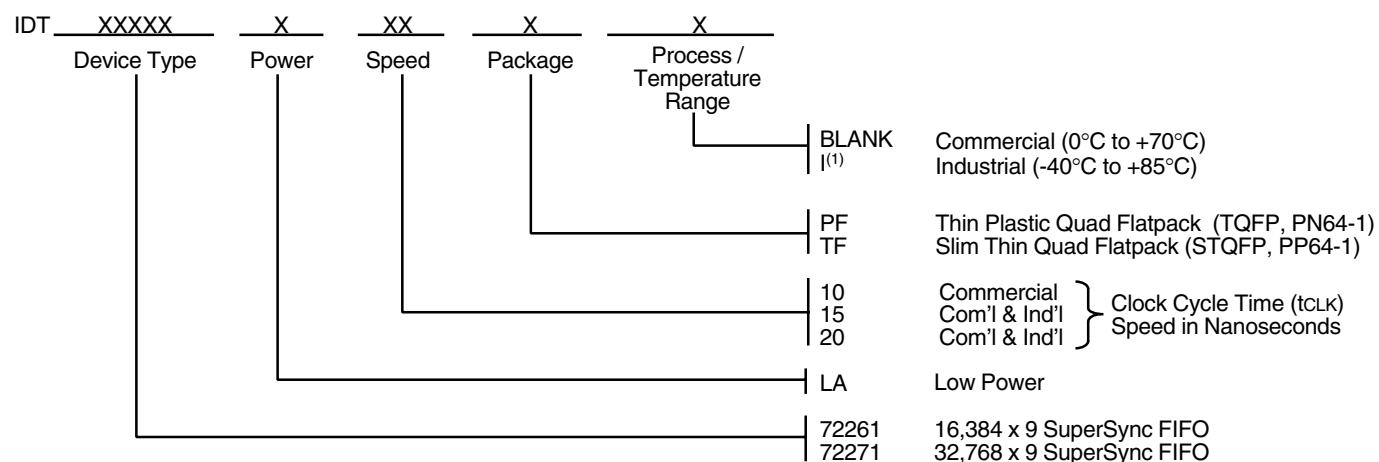 IDT XXXXX X XX X X
Device Type Power Speed Package Process /
Temperature
Range
BLANK Commercial (0°C to +70°C)
I(1) Industrial (-40°C to +85°C)
PF Thin Plastic Quad Flatpack (TQFP, PN64-1)
TF Slim Thin Quad Flatpack (STQFP, PP64-1)
10 Commercial
15 Com'l & Ind'l
20 Com'l & Ind'l
Clock Cycle Time (tCLK)
Speed in Nanoseconds
LA Low Power
72261 16,384 x 9 SuperSync FIFO
72271 32,768 x 9 SuperSync FIFO